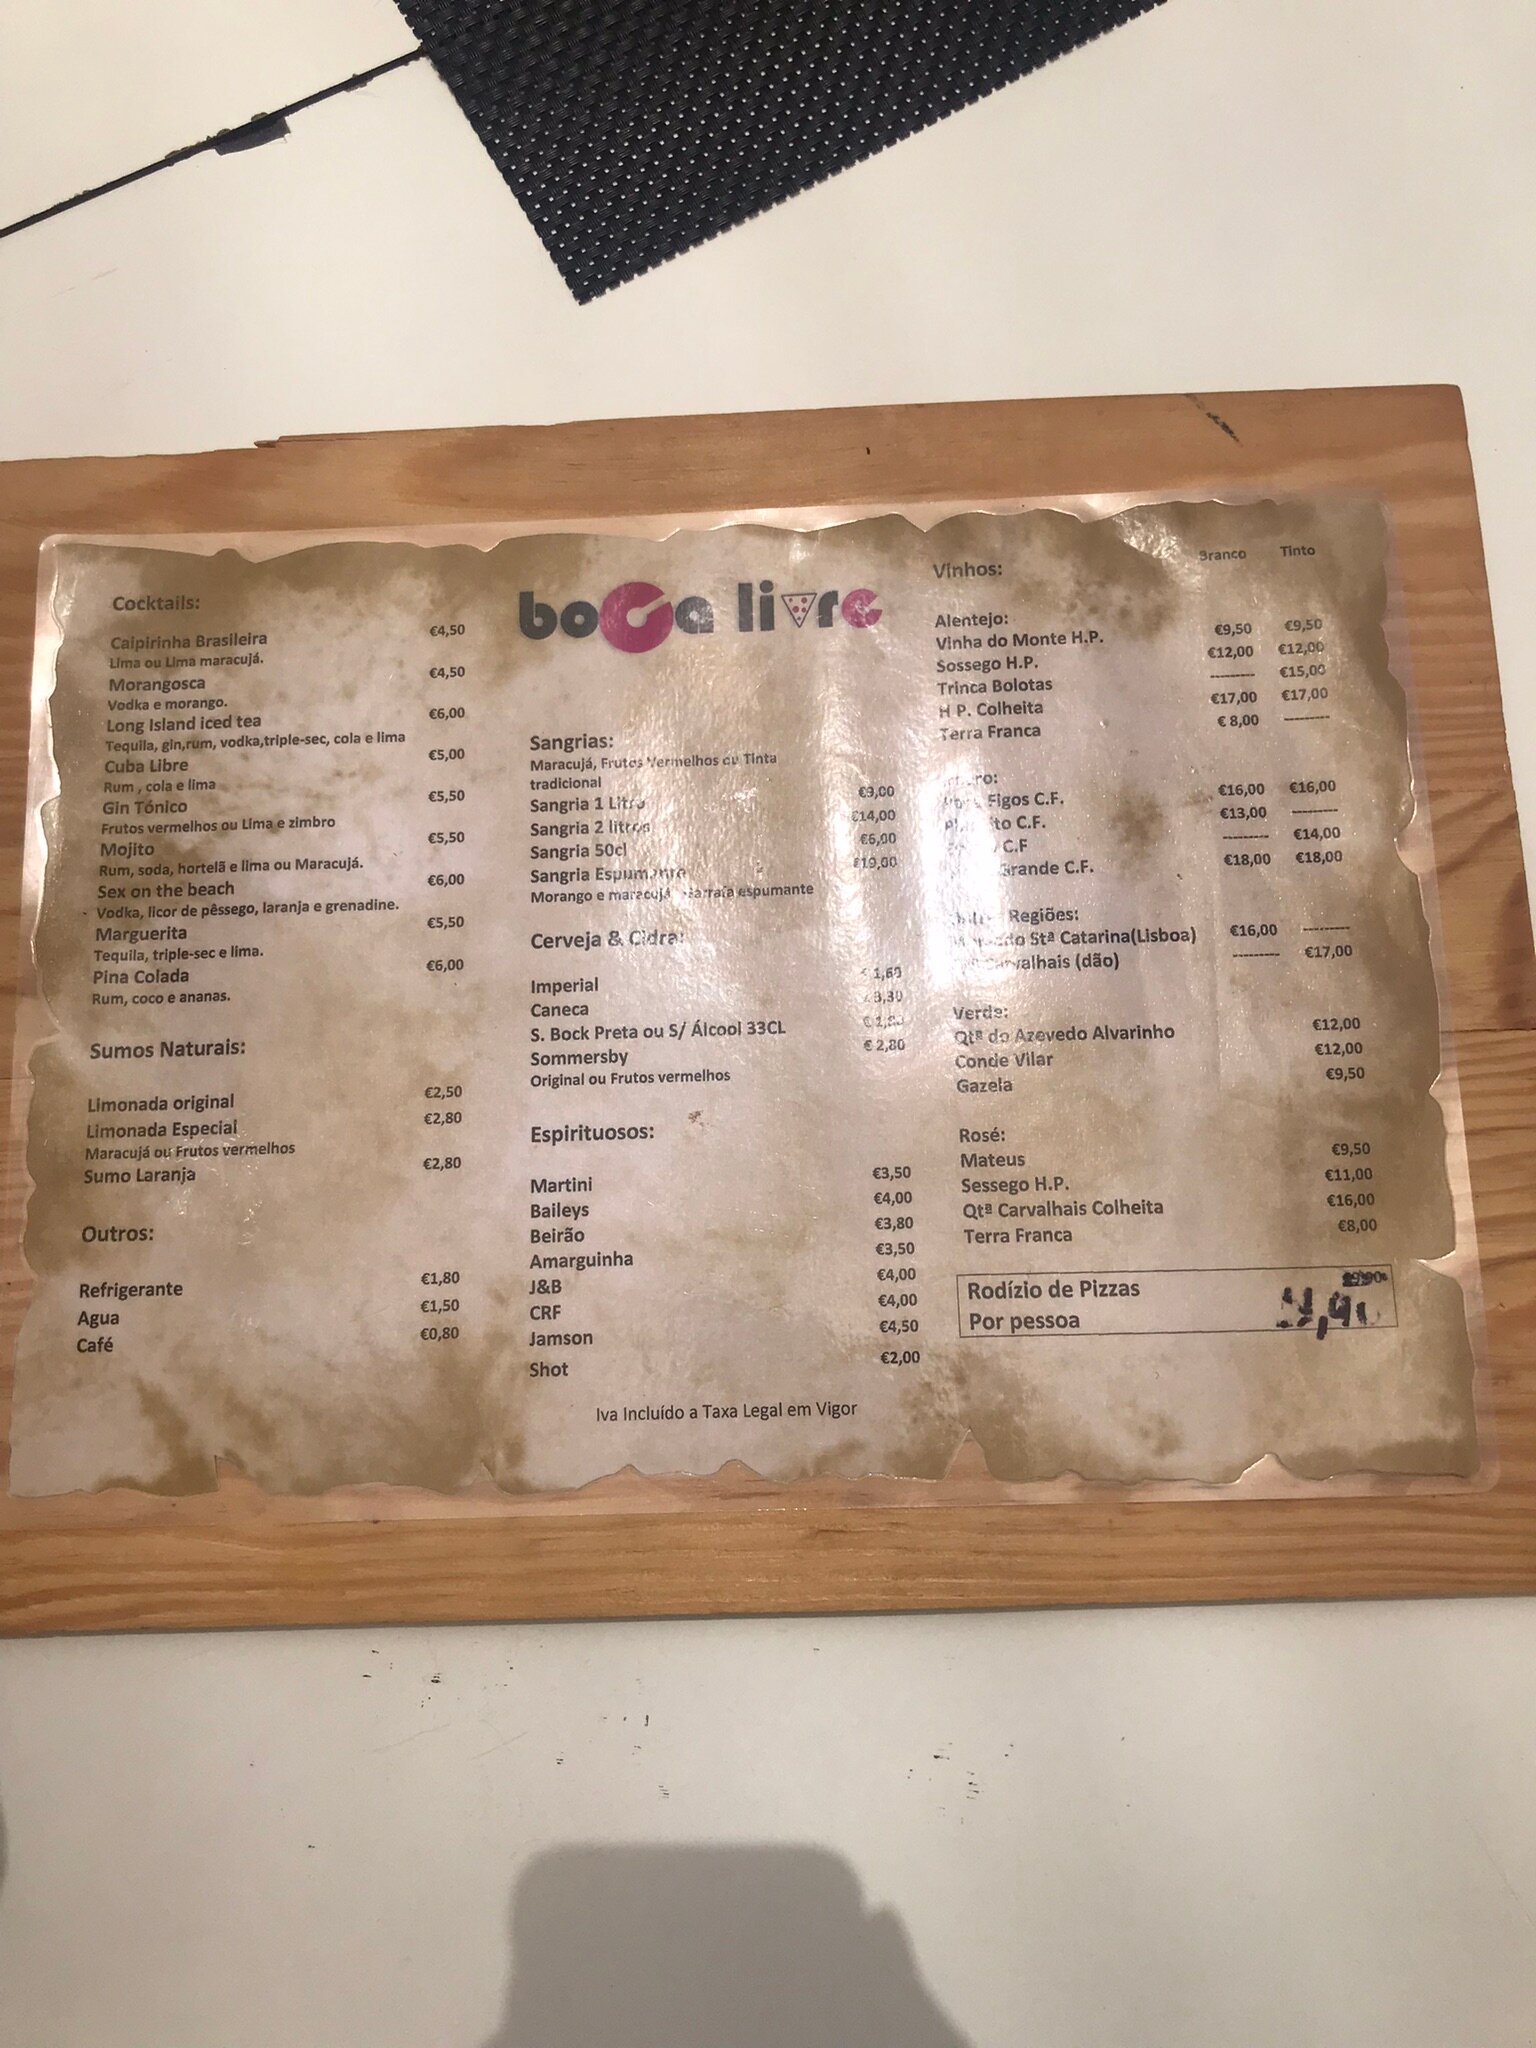 Cocktails:
Caipirinha Brasileira €4,50
Lima ou Lima maracujá.
Morangosca €4,50
Vodka e morango.
Long Island iced tea €6,00
Tequila, gin,rum, vodka,triple-sec, cola e lima
Cuba Libre €5,00
Rum , cola e lima
Gin Tónico €5,50
Frutos vermelhos ou Lima e zimbro
Mojito €5,50
Rum, soda, hortelã e lima ou Maracujá.
Sex on the beach €6,00
Vodka, licor de pêssego, laranja e grenadine.
Marguerita €5,50
Tequila, triple-sec e lima.
Pina Colada €6,00
Rum, coco e ananas.
Sumos Naturais:
Limonada original €2,50
Limonada Especial €2,80
Maracujá ou Frutos vermelhos
Sumo Laranja €2,80
Outros:
Refrigerante €1,80
Agua €1,50
Café €0,80
boca livre
Sangrias:
Maracujá, Frutos Vermelhos ou Tinta
tradicional
Sangria 1 Litro €9,00
Sangria 2 litros €14,00
Sangria 50cl €6,00
Sangria Espumante €19,00
Morango e maracujá garrafa espumante
Cerveja & Cidra:
Imperial € 1,60
Caneca € 3,30
S. Bock Preta ou S/ Álcool 33CL
Sommersby € 2,80
Original ou Frutos vermelhos
Espirituosos:
Martini €3,50
Baileys €4,00
Beirão €3,80
Amarguinha €3,50
J&B €4,00
CRF €4,00
Jamson €4,50
Shot €2,00
Iva Incluído a Taxa Legal em Vigor
Vinhos: Branco Tinto
Alentejo:
Vinha do Monte H.P. €9,50 €9,50
Sossego H.P. €12,00 €12,00
Trinca Bolotas --------- €15,00
H P. Colheita €17,00 €17,00
Terra Franca € 8,00 ---------
Figos C.F. €16,00 €16,00
C.F. €13,00 ---------
C.F --------- €14,00
Grande C.F. €18,00 €18,00
Regiões:
Stª Catarina(Lisboa) €16,00 ---------
Carvalhais (dão) --------- €17,00
Verde:
Qtª do Azevedo Alvarinho €12,00
Conde Vilar €12,00
Gazela €9,50
Rosé:
Mateus €9,50
Sessego H.P. €11,00
Qtª Carvalhais Colheita €16,00
Terra Franca €8,00
Rodízio de Pizzas
Por pessoa